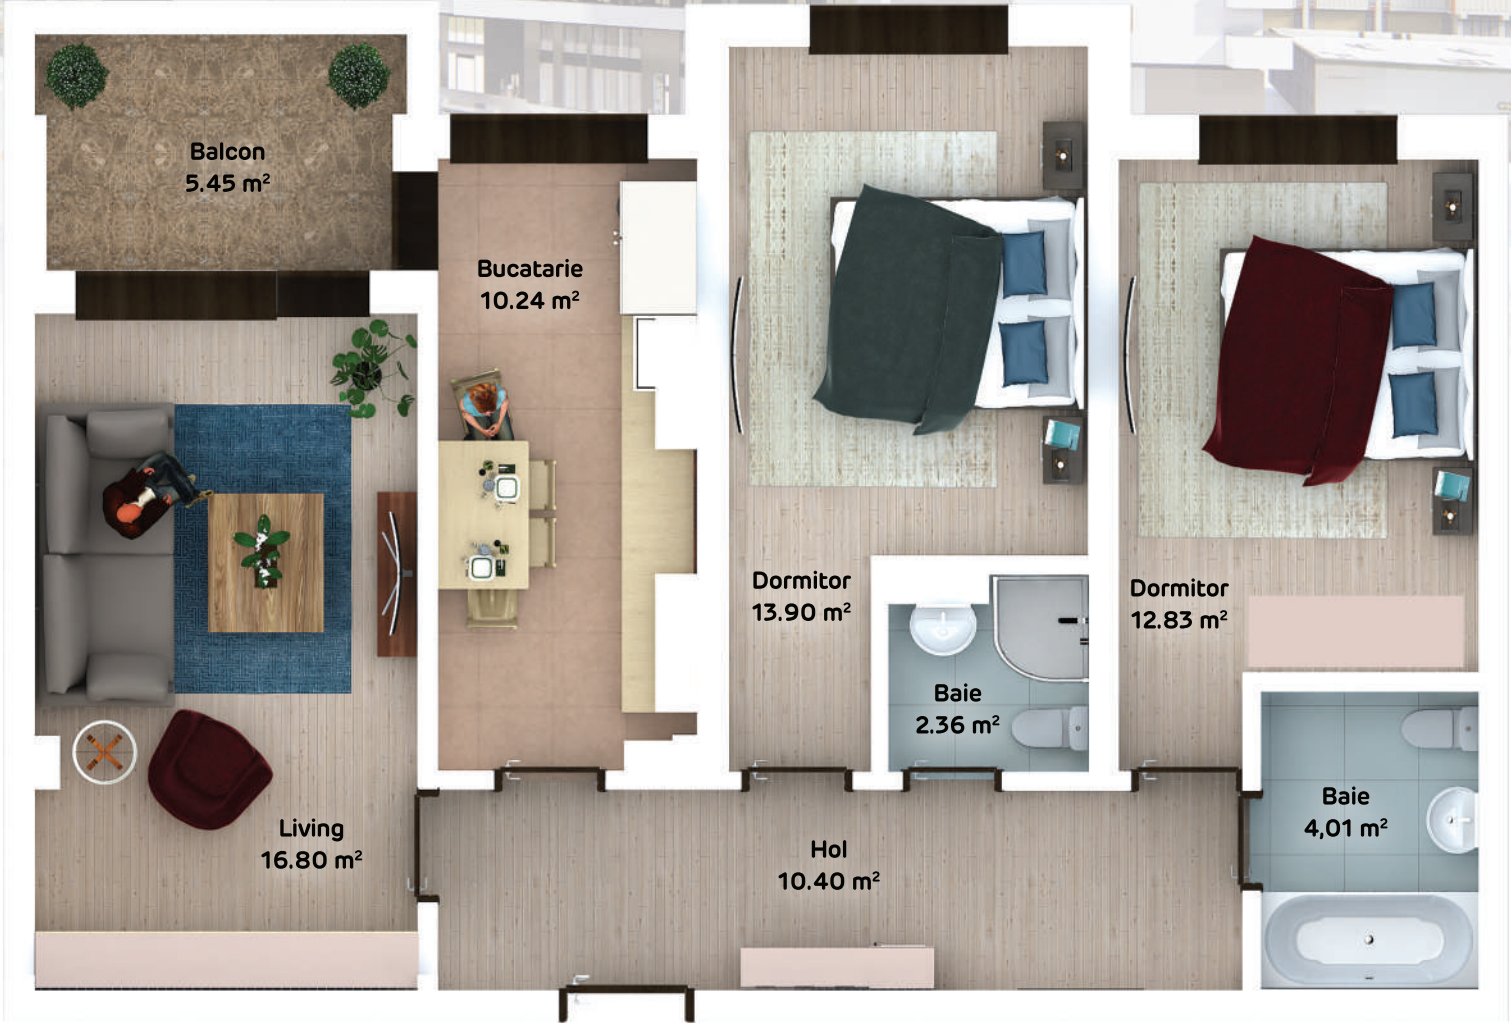 Balcon
5.45 m²
Bucatarie
10.24 m²
Dormitor
13.90 m²
Dormitor
12.83 m²
Baie
2.36 m²
Baie
4,01 m²
Living
16.80 m²
Hol
10.40 m²